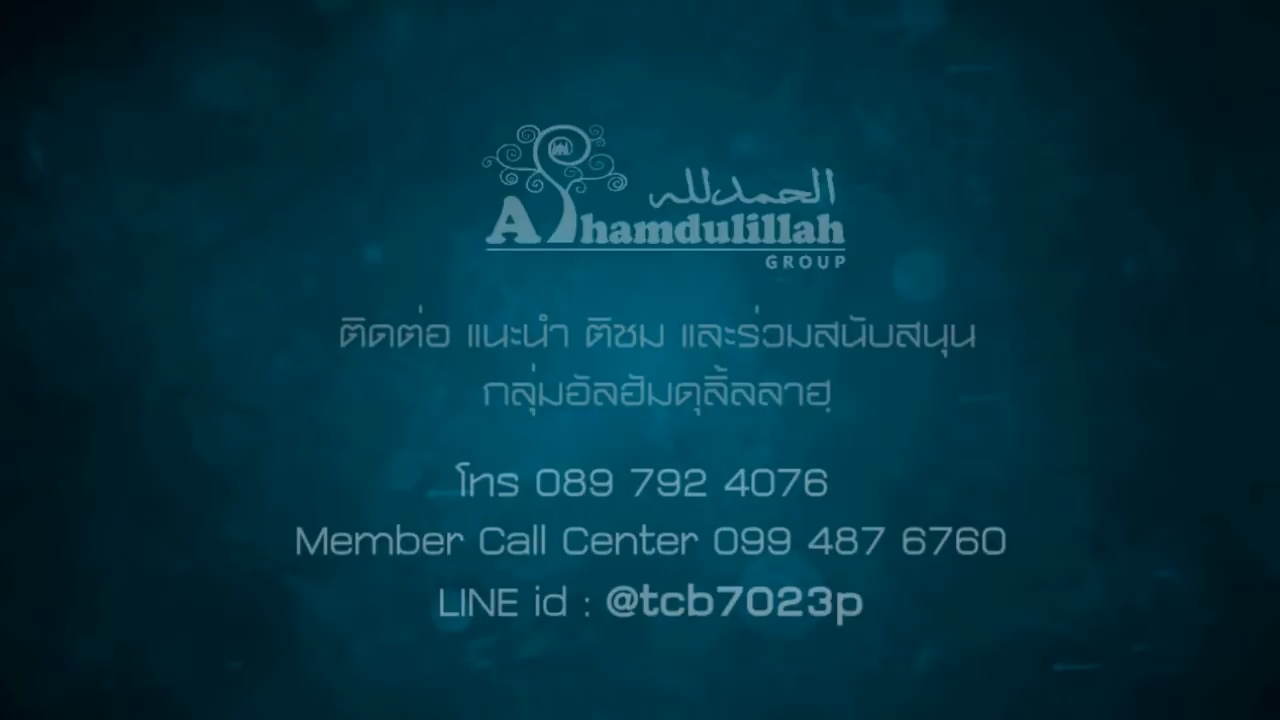 الحمدلله
Alhamdulillah
GROUP
ติดต่อ แนะนำ ติชม และร่วมสนับสนุน
กลุ่มอัลฮัมดุลิ้ลลาฮฺ
โทร 089 792 4076
Member Call Center 099 487 6760
LINE id : @tcb7023p